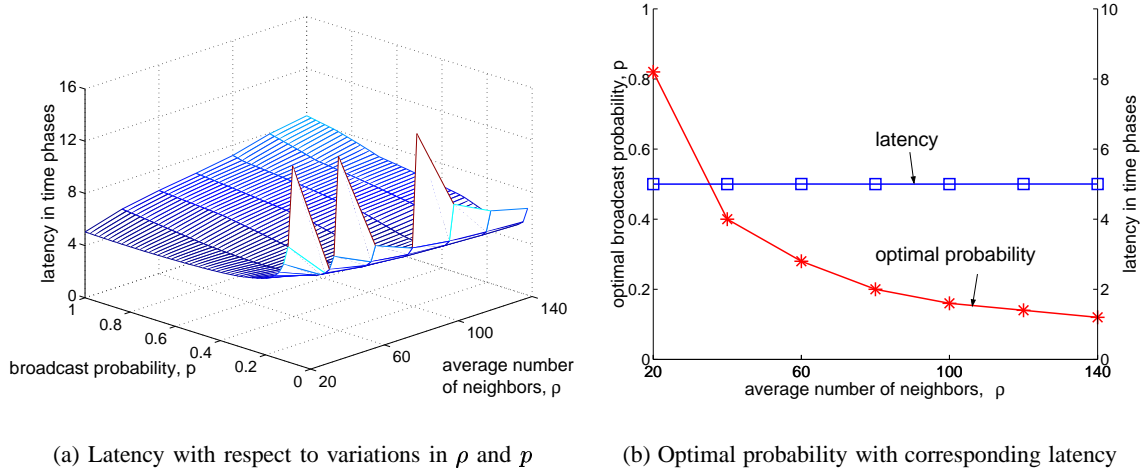 16
12
8
4
0
latency in time phases
1
0.8
0.6
0.4
0.2
0
broadcast probability, p
20
60
100
140
average number
of neighbors, ρ
(a) Latency with respect to variations in ρ and p
1
0.8
0.6
0.4
0.2
0
optimal broadcast probability, p
10
8
6
4
2
0
latency in time phases
latency
optimal probability
20
60
100
140
average number of neighbors, ρ
(b) Optimal probability with corresponding latency